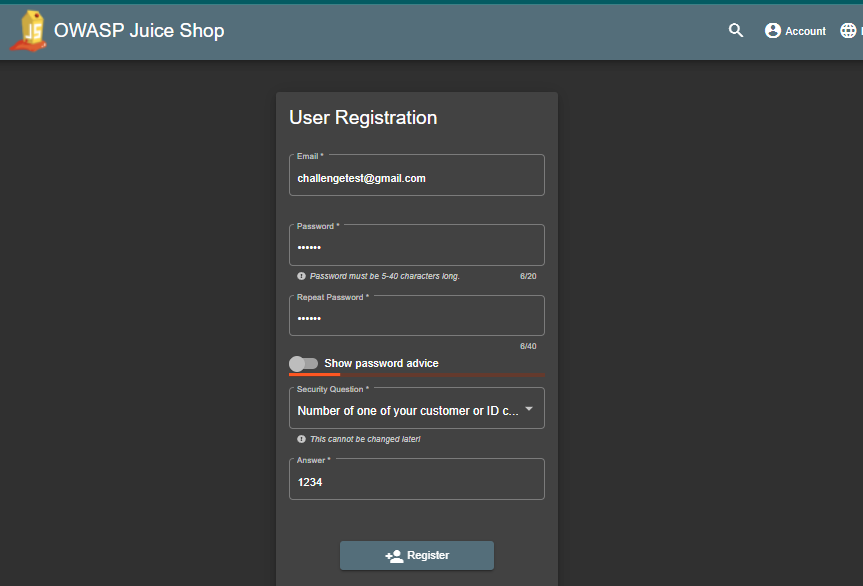 JS OWASP Juice Shop Account
User Registration
Email *
challengetest@gmail.com
Password *
••••••
Password must be 5-40 characters long. 6/20
Repeat Password *
••••••
6/40
Show password advice
Security Question *
Number of one of your customer or ID c...
This cannot be changed later!
Answer *
1234
Register